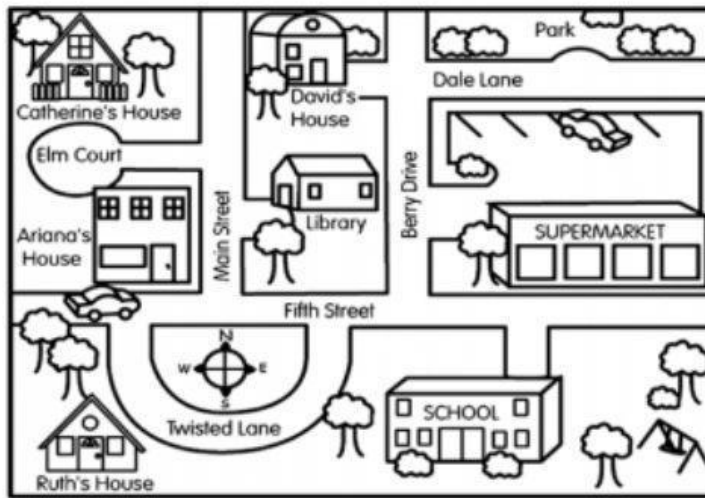 Park
Dale Lane
Catherine's House
David's
House
Elm Court
Berry Drive
Main Street
Library
Ariana's
House
SUPERMARKET
Fifth Street
N
W E
S
SCHOOL
Twisted Lane
Ruth's House